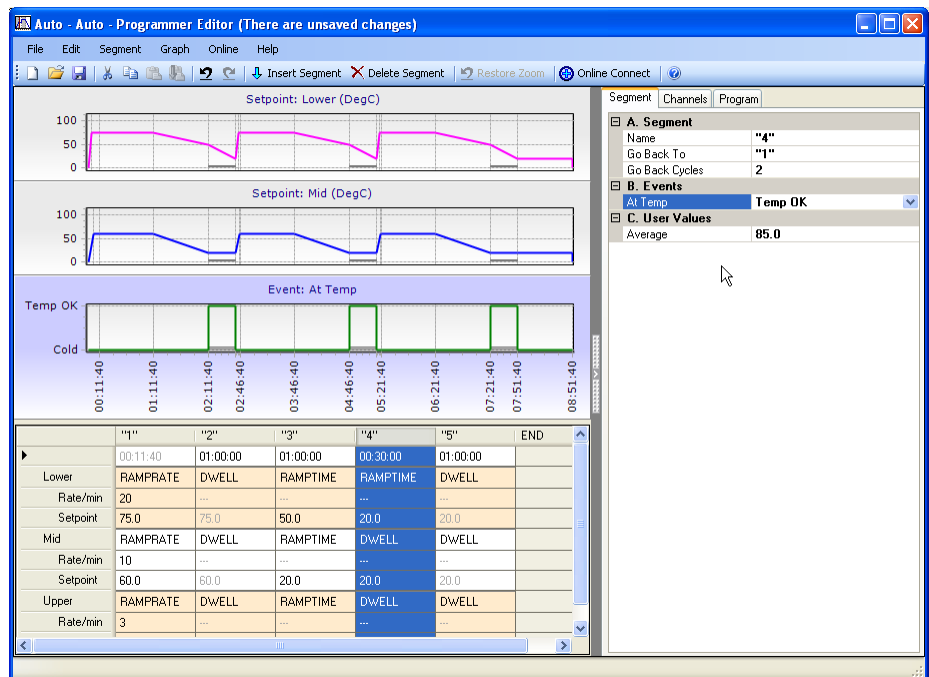 Auto - Auto - Programmer Editor (There are unsaved changes)
File Edit Segment Graph Online Help
Insert Segment Delete Segment Restore Zoom Online Connect
Setpoint: Lower (DegC)
100
50
0
Setpoint: Mid (DegC)
100
50
0
Event: At Temp
Temp OK
Cold
00:11:40 01:11:40 02:11:40 02:46:40 03:46:40 04:46:40 05:21:40 06:21:40 07:21:40 07:51:40 08:51:40
"1" "2" "3" "4" "5" END
00:11:40 01:00:00 01:00:00 00:30:00 01:00:00
Lower RAMPRATE DWELL RAMPTIME RAMPTIME DWELL
Rate/min 20 --- --- --- ---
Setpoint 75.0 75.0 50.0 20.0 20.0
Mid RAMPRATE DWELL RAMPTIME DWELL DWELL
Rate/min 10 --- --- --- ---
Setpoint 60.0 60.0 20.0 20.0 20.0
Upper RAMPRATE DWELL RAMPTIME DWELL DWELL
Rate/min 3 --- --- --- ---
Segment Channels Program
A. Segment
Name "4"
Go Back To "1"
Go Back Cycles 2
B. Events
At Temp Temp OK
C. User Values
Average 85.0